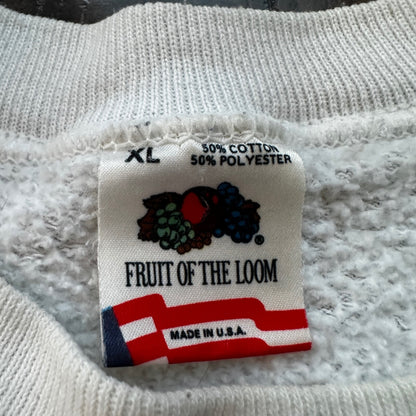 XL 50% COTTON
50% POLYESTER
®
FRUIT OF THE LOOM
MADE IN U.S.A.